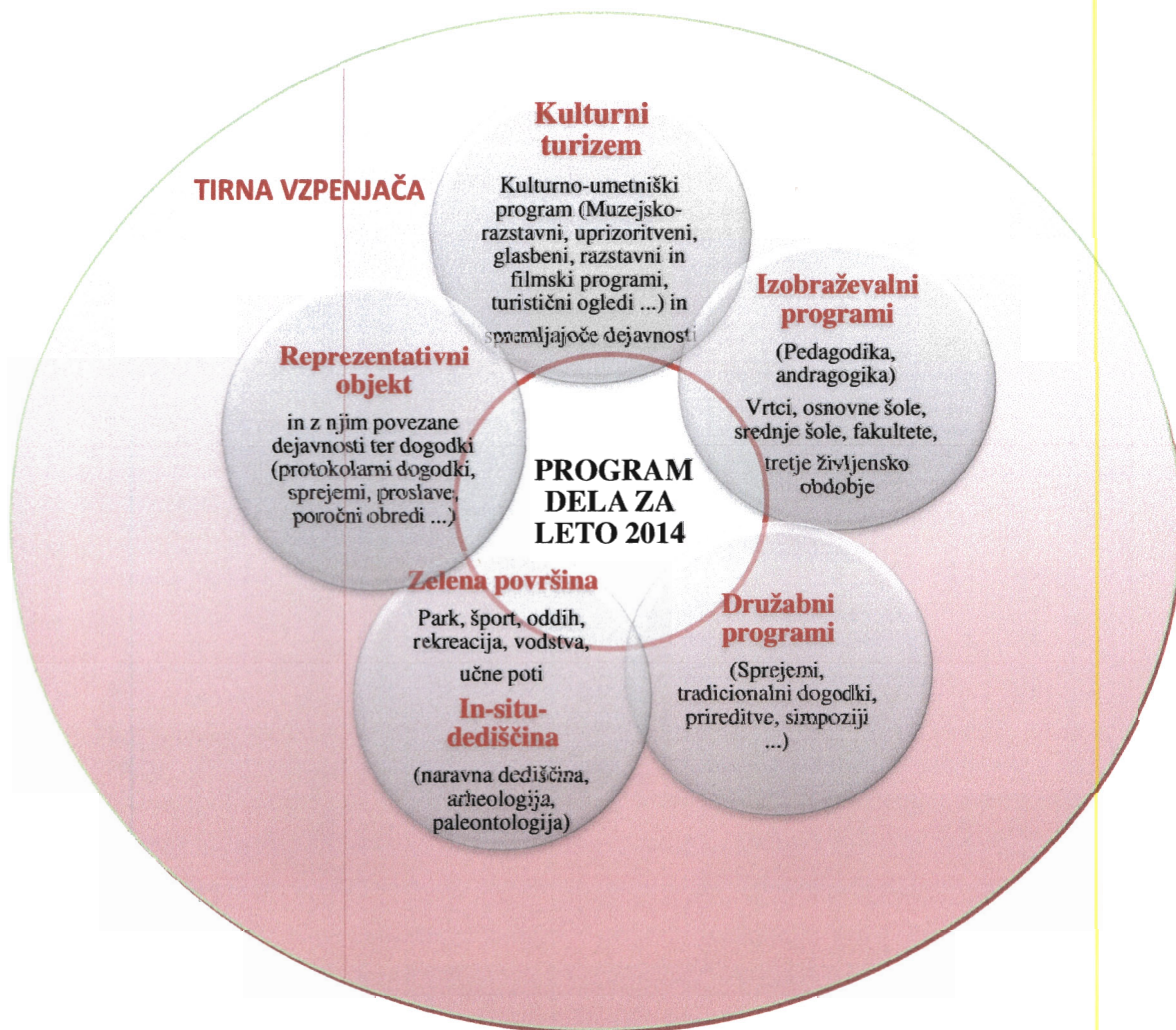 TIRNA VZPENJAČA
Kulturni
turizem
Kulturno-umetniški
program (Muzejsko-
razstavni, uprizoritveni,
glasbeni, razstavni in
filmski programi,
turistični ogledi ...) in
spremljajoče dejavnosti
Izobraževalni
programi
(Pedagodika,
andragogika)
Vrtci, osnovne šole,
srednje šole, fakultete,
tretje življensko
obdobje
Reprezentativni
objekt
in z njim povezane
dejavnosti ter dogodki
(protokolarni dogodki,
sprejemi, proslave,
poročni obredi ...)
PROGRAM
DELA ZA
LETO 2014
Zelena površina
Park, šport, oddih,
rekreacija, vodstva,
učne poti
In-situ-
dediščina
(naravna dediščina,
arheologija,
paleontologija)
Družabni
programi
(Sprejemi,
tradicionalni dogodki,
prireditve, simpoziji
...)